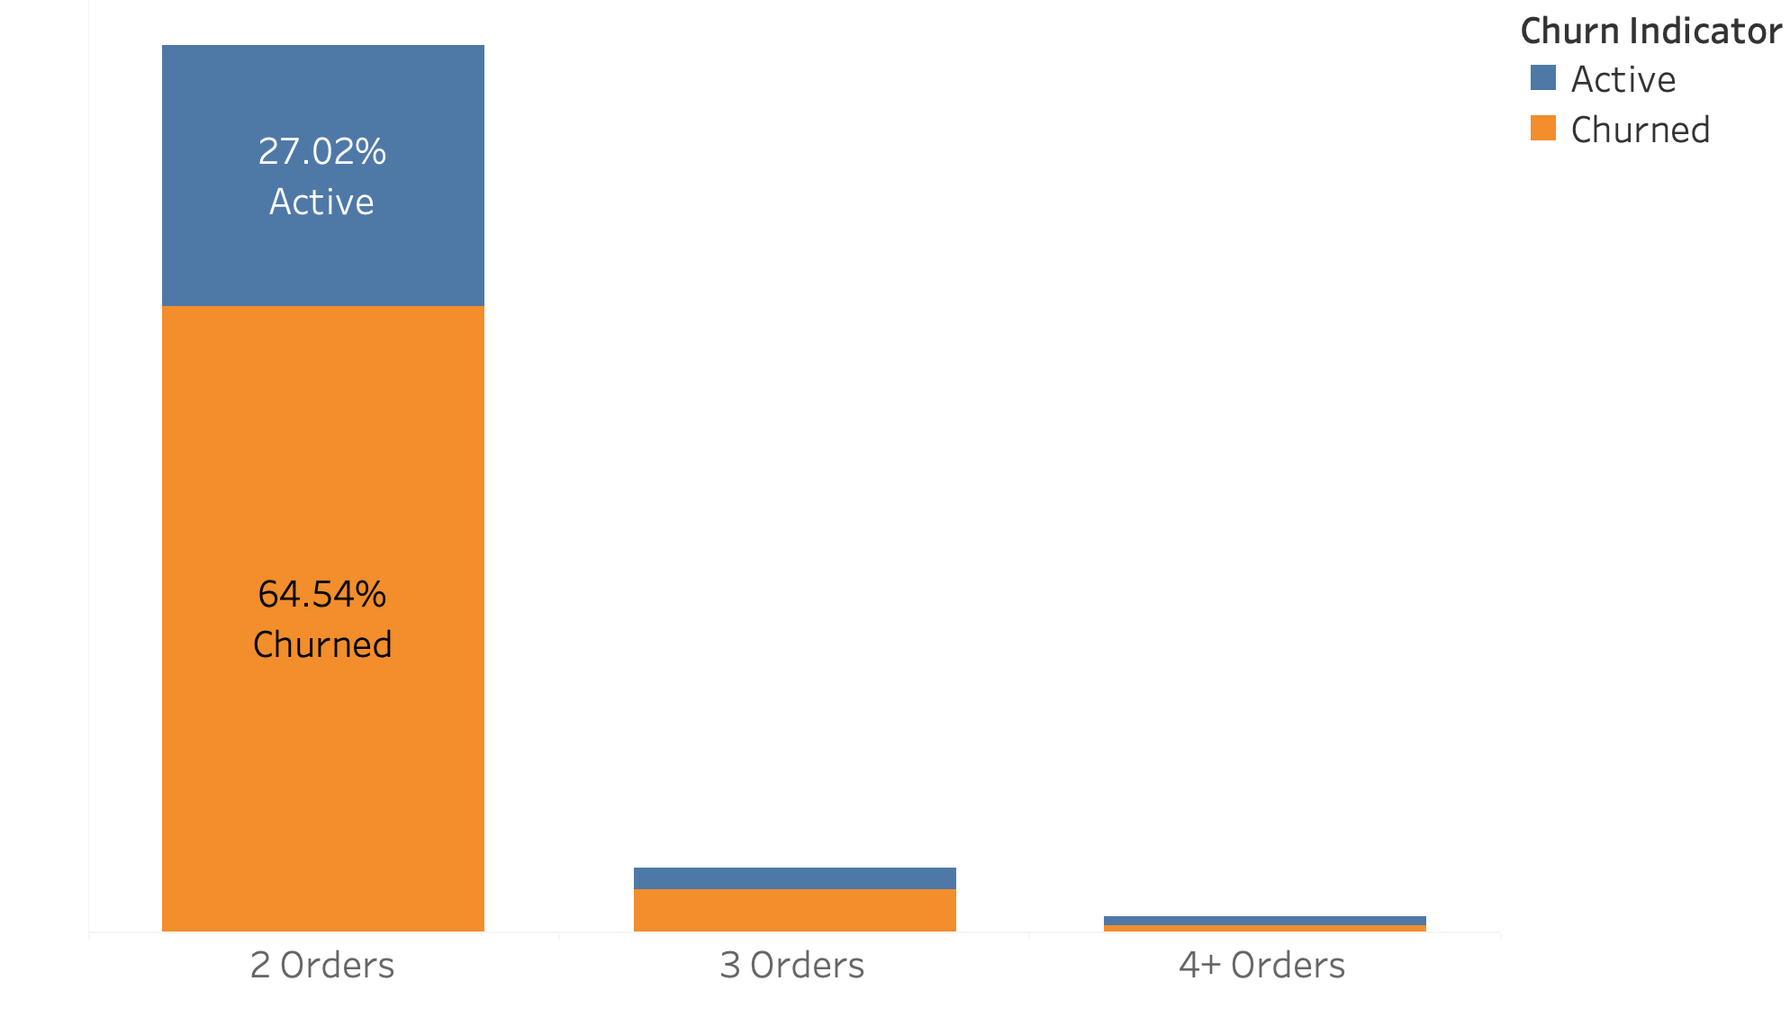 Churn Indicator
Active
Churned
27.02%
Active
64.54%
Churned
2 Orders
3 Orders
4+ Orders